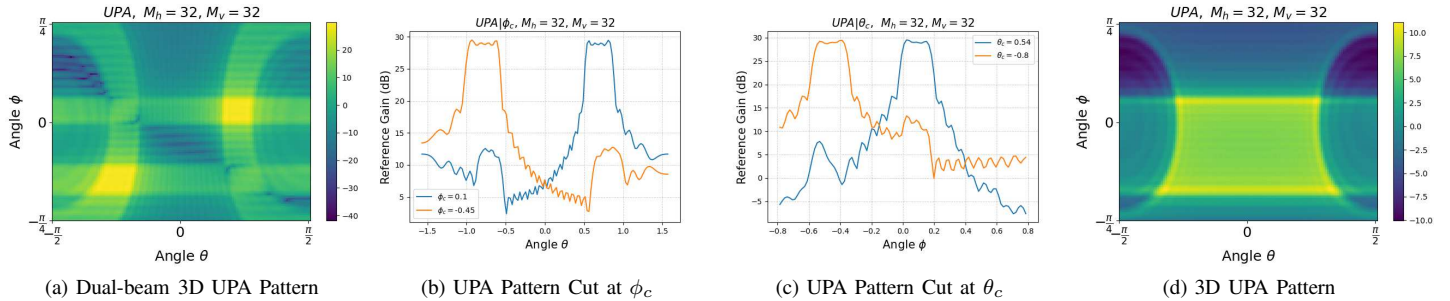 UPA, M_h = 32, M_v = 32
π/4
0
−π/4
Angle ϕ
−π/2
0
π/2
Angle θ
20
10
0
−10
−20
−30
−40
(a) Dual-beam 3D UPA Pattern
UPA|ϕ_c, M_h = 32, M_v = 32
Reference Gain (dB)
30
25
20
15
10
5
ϕ_c = 0.1
ϕ_c = -0.45
−1.5
−1.0
−0.5
0.0
0.5
1.0
1.5
Angle θ
(b) UPA Pattern Cut at ϕ_c
UPA|θ_c, M_h = 32, M_v = 32
Reference Gain (dB)
30
25
20
15
10
5
0
−5
θ_c = 0.54
θ_c = -0.8
−0.8
−0.6
−0.4
−0.2
0.0
0.2
0.4
0.6
0.8
Angle ϕ
(c) UPA Pattern Cut at θ_c
UPA, M_h = 32, M_v = 32
π/4
0
−π/4
Angle ϕ
−π/2
0
π/2
Angle θ
10.0
7.5
5.0
2.5
0.0
−2.5
−5.0
−7.5
−10.0
(d) 3D UPA Pattern